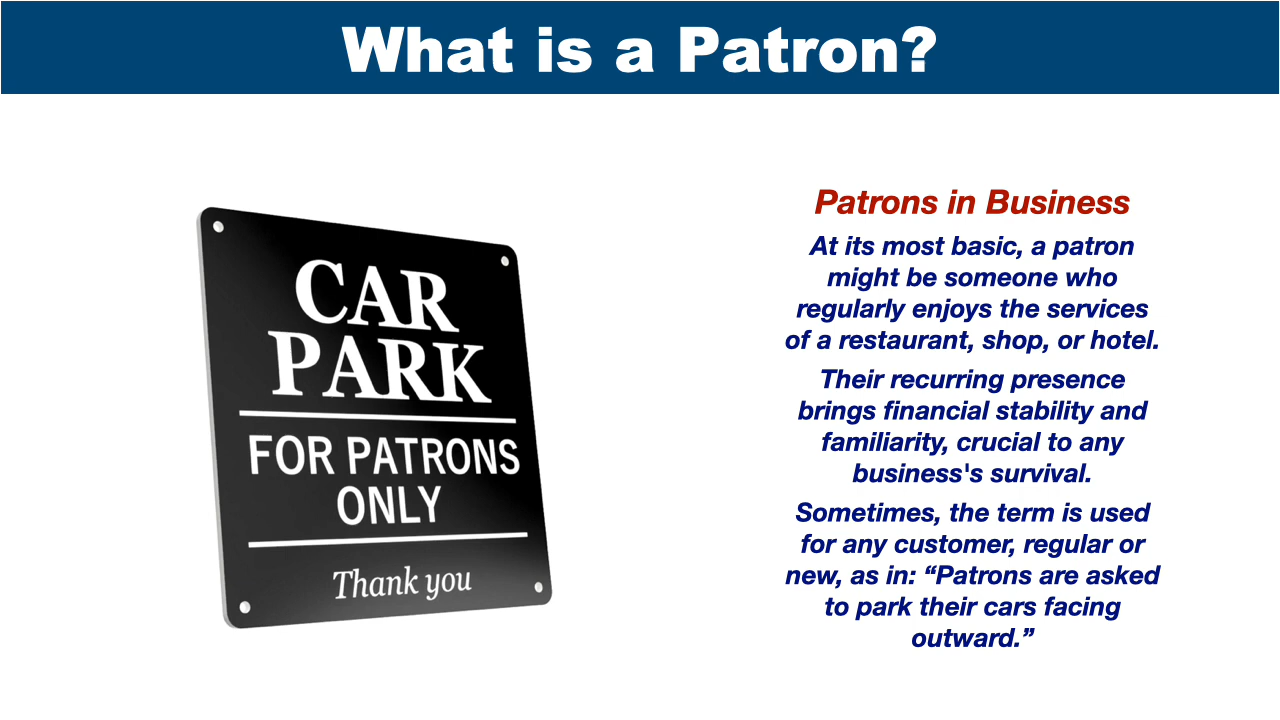 What is a Patron?
CAR
PARK
FOR PATRONS
ONLY
Thank you
Patrons in Business
At its most basic, a patron
might be someone who
regularly enjoys the services
of a restaurant, shop, or hotel.
Their recurring presence
brings financial stability and
familiarity, crucial to any
business's survival.
Sometimes, the term is used
for any customer, regular or
new, as in: “Patrons are asked
to park their cars facing
outward.”